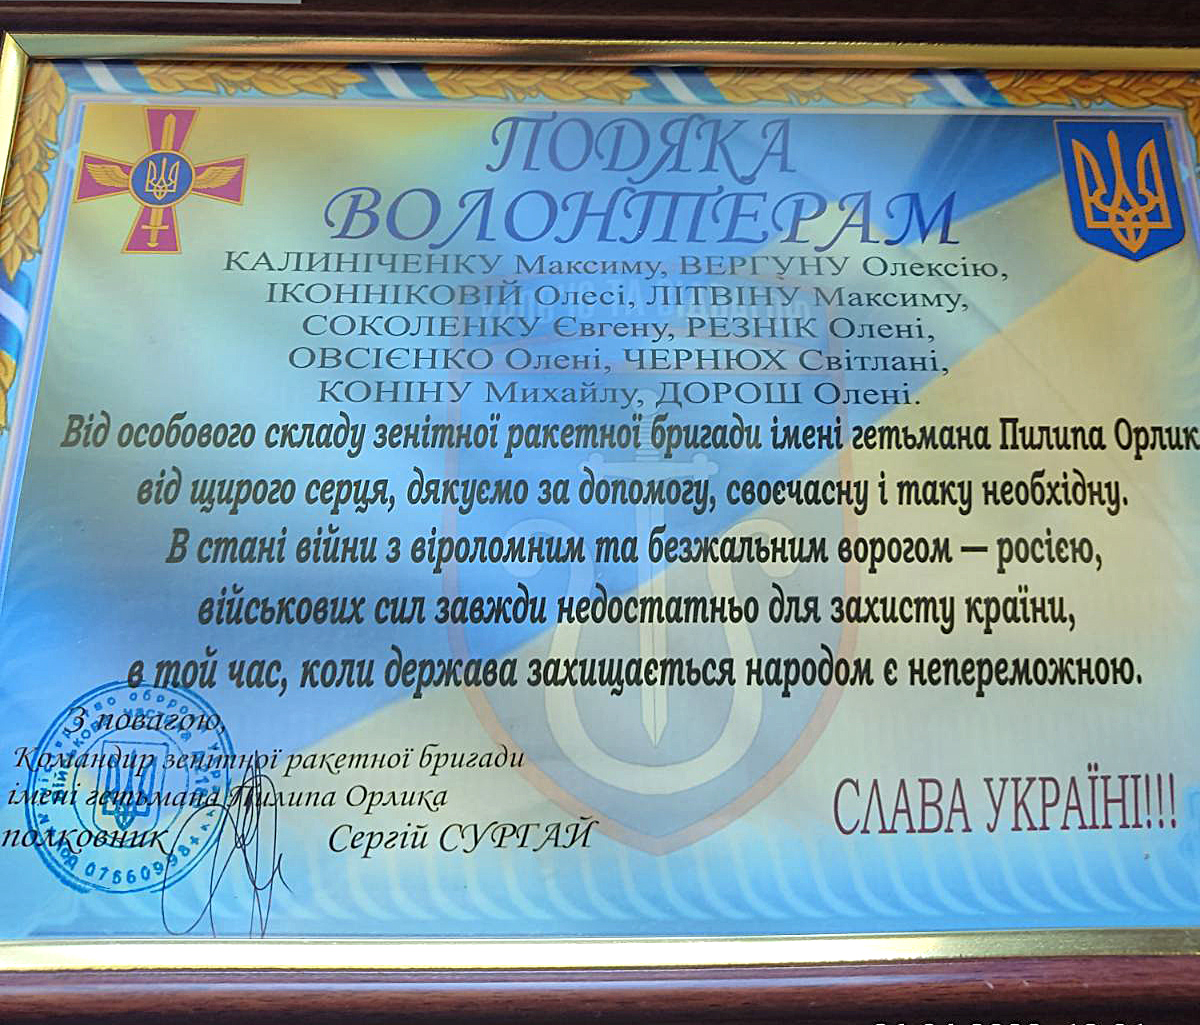 ПОДЯКА
ВОЛОНТЕРАМ
КАЛИНІЧЕНКУ Максиму, ВЕРГУНУ Олексію,
ІКОННІКОВІЙ Олесі, ЛІТВІНУ Максиму,
СОКОЛЕНКУ Євгену, РЕЗНІК Олені,
ОВСІЄНКО Олені, ЧЕРНЮХ Світлані,
КОНІНУ Михайлу, ДОРОШ Олені.
Від особового складу зенітної ракетної бригади імені гетьмана Пилипа Орлик
від щирого серця, дякуємо за допомогу, своєчасну і таку необхідну.
В стані війни з віроломним та безжальним ворогом — росією,
військових сил завжди недостатньо для захисту країни,
в той час, коли держава захищається народом є непереможною.
З повагою,
Командир зенітної ракетної бригади
імені гетьмана Пилипа Орлика
полковник Сергій СУРГАЙ
СЛАВА УКРАЇНІ!!!